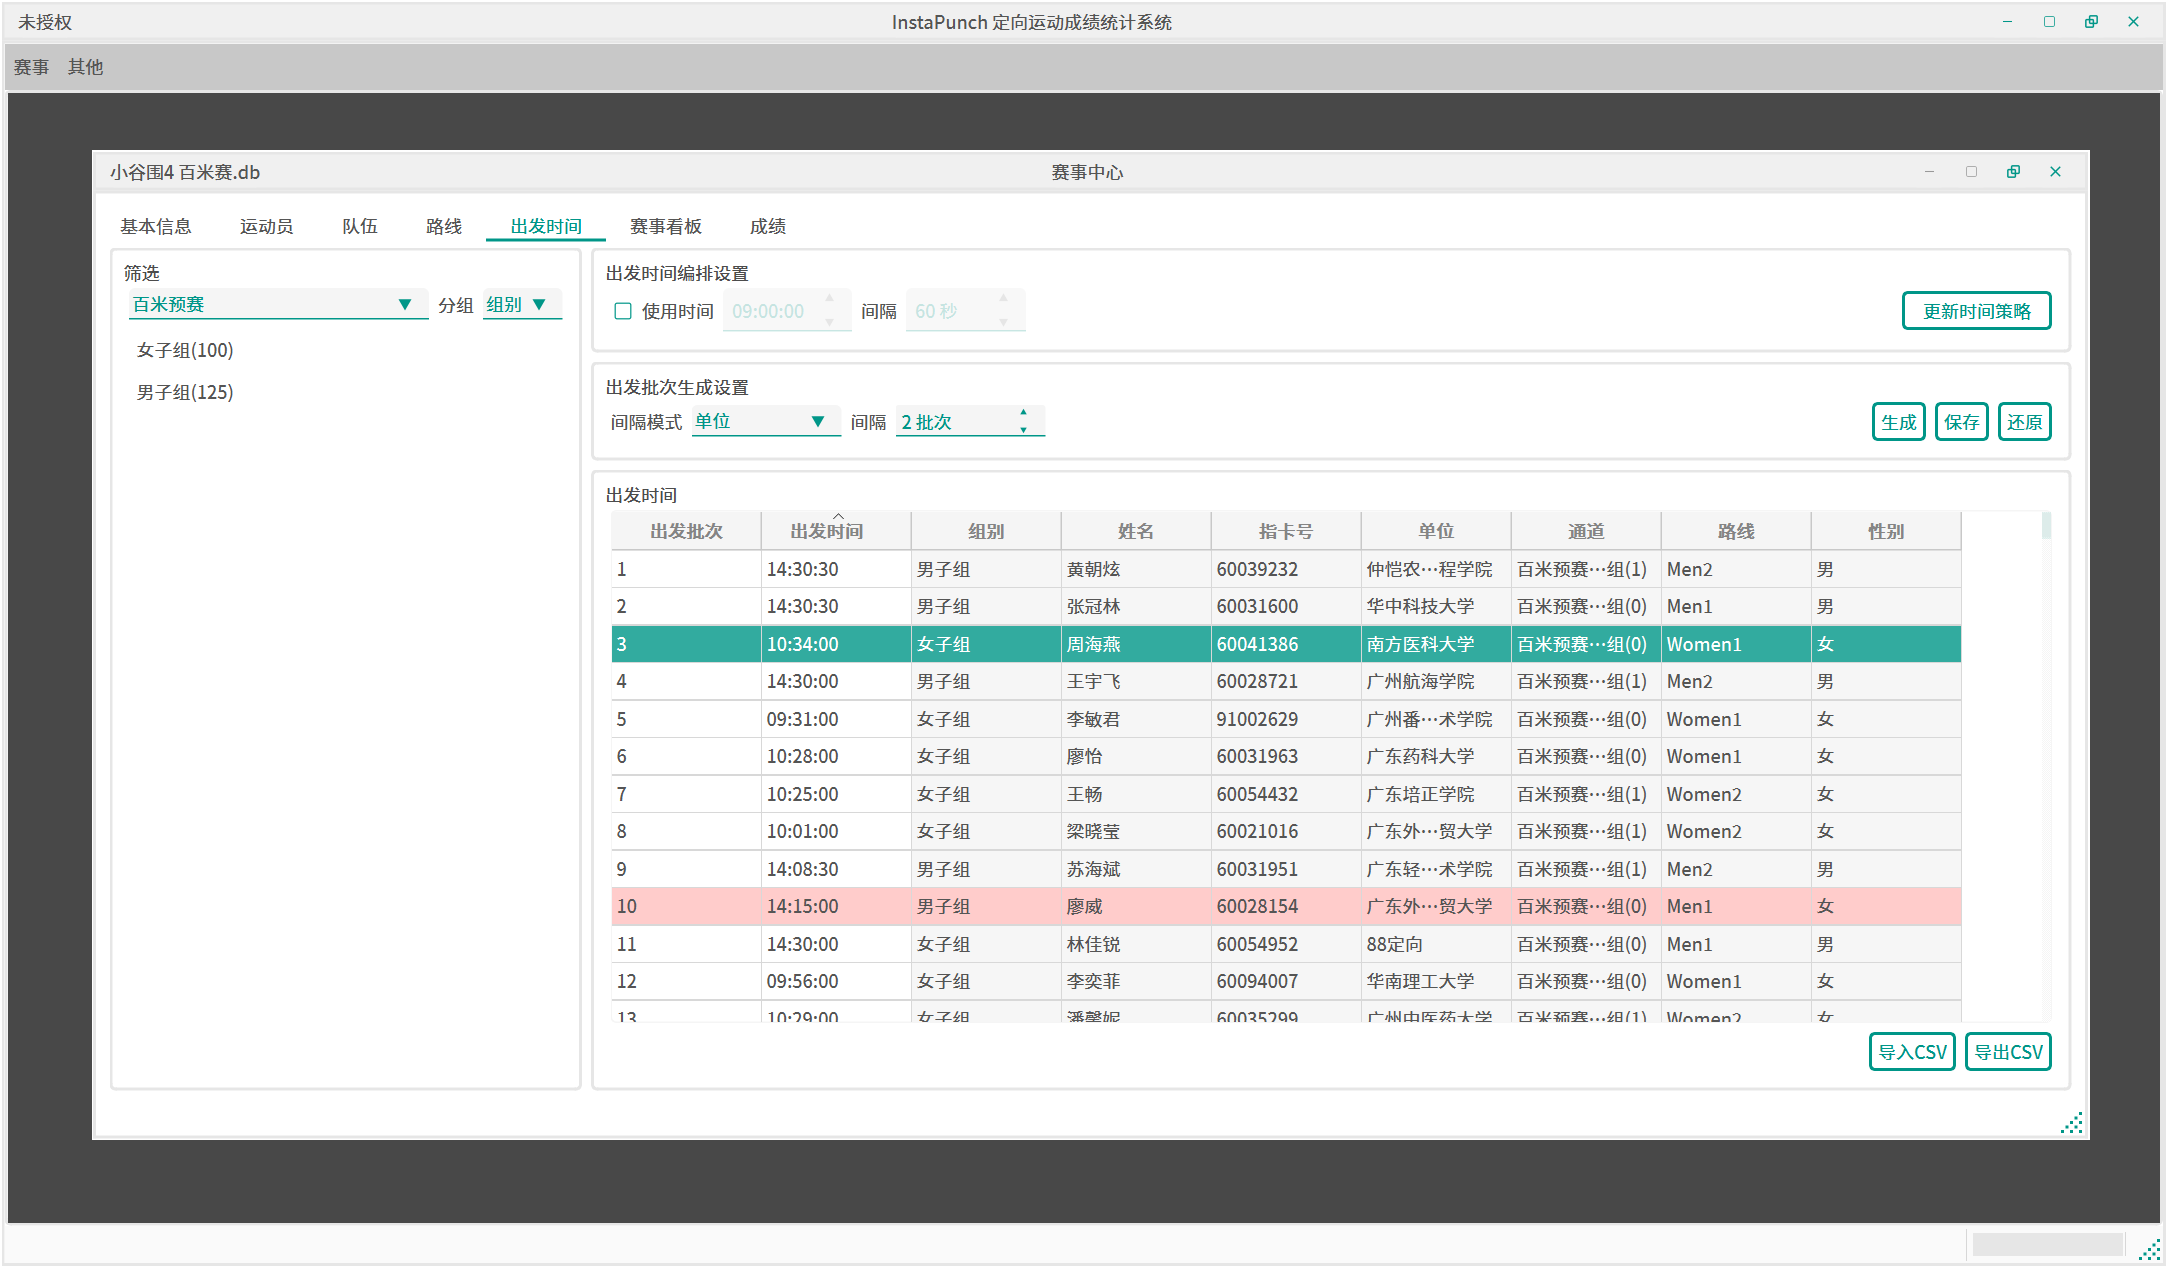 未授权 InstaPunch 定向运动成绩统计系统
赛事 其他
小谷围4 百米赛.db 赛事中心
基本信息 运动员 队伍 路线 出发时间 赛事看板 成绩
筛选
百米预赛 分组 组别
女子组(100)
男子组(125)
出发时间编排设置
使用时间 09:00:00 间隔 60 秒 更新时间策略
出发批次生成设置
间隔模式 单位 间隔 2 批次 生成 保存 还原
出发时间
出发批次 出发时间 组别 姓名 指卡号 单位 通道 路线 性别
1 14:30:30 男子组 黄朝炫 60039232 仲恺农…程学院 百米预赛…组(1) Men2 男
2 14:30:30 男子组 张冠林 60031600 华中科技大学 百米预赛…组(0) Men1 男
3 10:34:00 女子组 周海燕 60041386 南方医科大学 百米预赛…组(0) Women1 女
4 14:30:00 男子组 王宇飞 60028721 广州航海学院 百米预赛…组(1) Men2 男
5 09:31:00 女子组 李敏君 91002629 广州番…术学院 百米预赛…组(0) Women1 女
6 10:28:00 女子组 廖怡 60031963 广东药科大学 百米预赛…组(0) Women1 女
7 10:25:00 女子组 王畅 60054432 广东培正学院 百米预赛…组(1) Women2 女
8 10:01:00 女子组 梁晓莹 60021016 广东外…贸大学 百米预赛…组(1) Women2 女
9 14:08:30 男子组 苏海斌 60031951 广东轻…术学院 百米预赛…组(1) Men2 男
10 14:15:00 男子组 廖威 60028154 广东外…贸大学 百米预赛…组(0) Men1 女
11 14:30:00 女子组 林佳锐 60054952 88定向 百米预赛…组(0) Men1 男
12 09:56:00 女子组 李奕菲 60094007 华南理工大学 百米预赛…组(0) Women1 女
13 10:29:00 女子组 潘馨妮 60035299 广州中医药大学 百米预赛…组(1) Women2 女
导入CSV 导出CSV